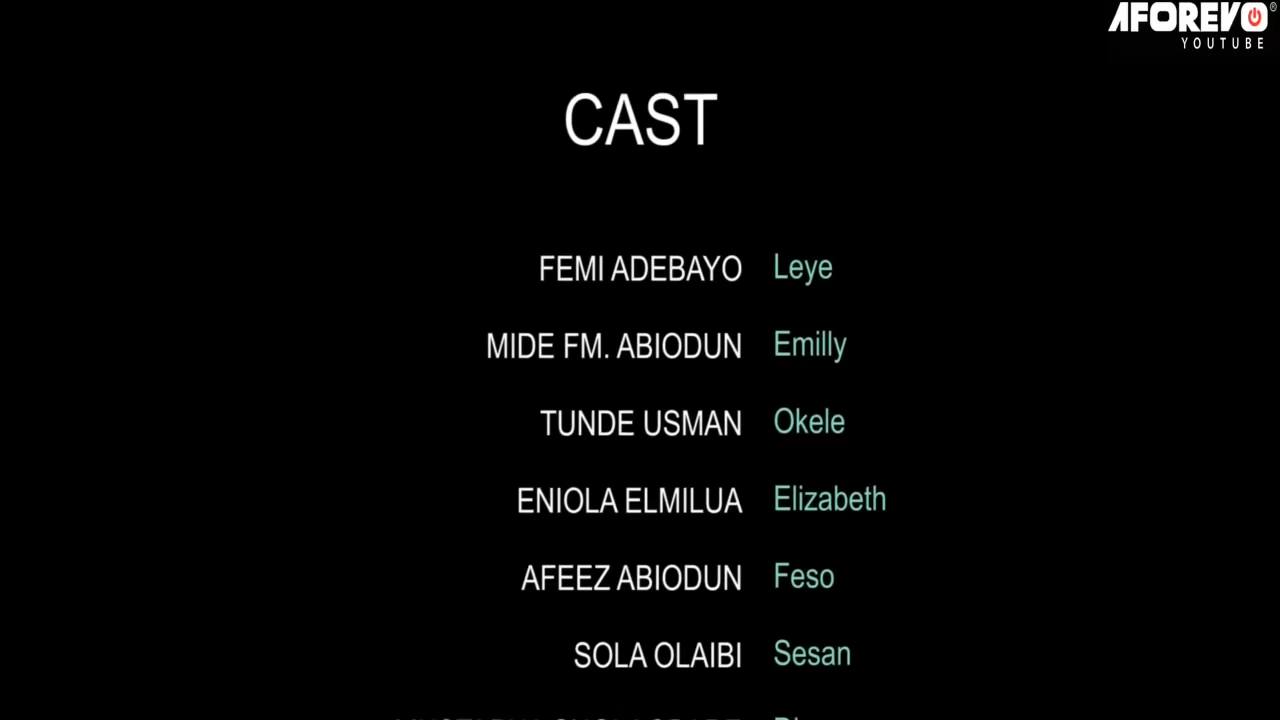 AFOREVO®
YOUTUBE
CAST
FEMI ADEBAYO Leye
MIDE FM. ABIODUN Emilly
TUNDE USMAN Okele
ENIOLA ELMILUA Elizabeth
AFEEZ ABIODUN Feso
SOLA OLAIBI Sesan